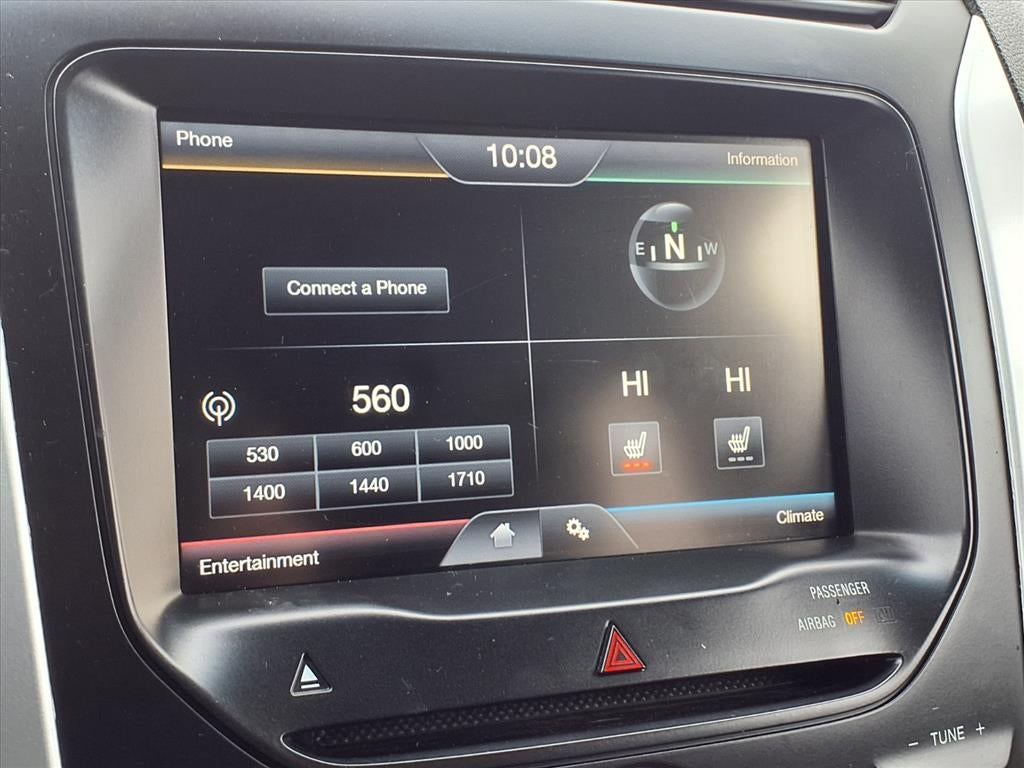 Phone
10:08
Information
E N W
Connect a Phone
560
530 600 1000
1400 1440 1710
HI HI
Entertainment
Climate
PASSENGER
AIRBAG OFF
- TUNE +